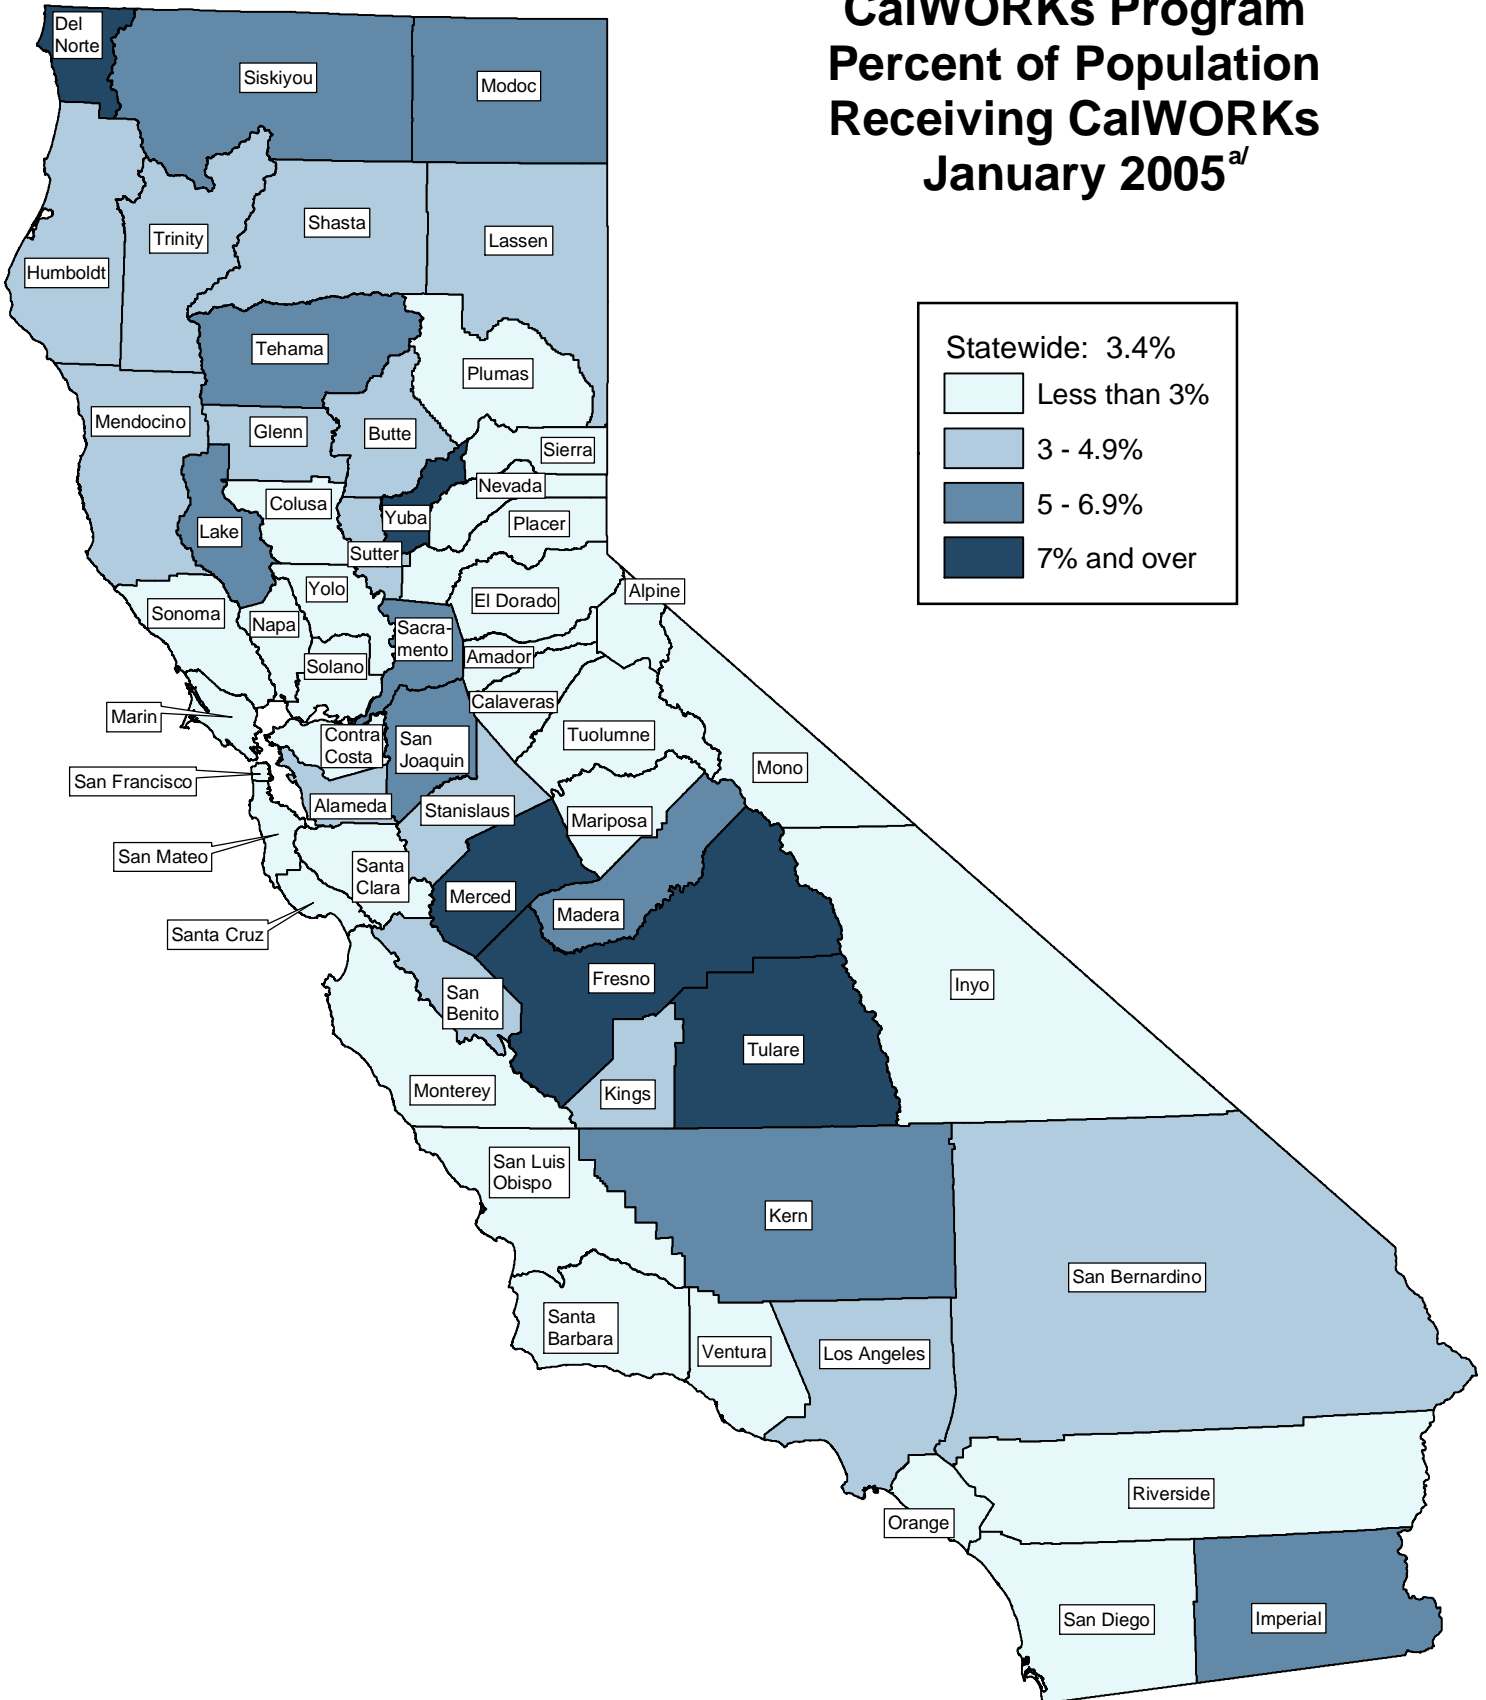 CalWORKs Program
Percent of Population
Receiving CalWORKs
January 2005 a/
Statewide: 3.4%
Less than 3%
3 - 4.9%
5 - 6.9%
7% and over
Del
Norte
Siskiyou
Modoc
Humboldt
Trinity
Shasta
Lassen
Tehama
Plumas
Mendocino
Glenn
Butte
Sierra
Nevada
Colusa
Yuba
Placer
Lake
Sutter
Yolo
El Dorado
Alpine
Sonoma
Napa
Sacra-
mento
Solano
Amador
Calaveras
Marin
Contra
Costa
San
Joaquin
Tuolumne
Mono
San Francisco
Alameda
Stanislaus
Mariposa
San Mateo
Santa
Clara
Merced
Madera
Santa Cruz
Fresno
Inyo
San
Benito
Tulare
Monterey
Kings
San Luis
Obispo
Kern
San Bernardino
Santa
Barbara
Ventura
Los Angeles
Riverside
Orange
San Diego
Imperial